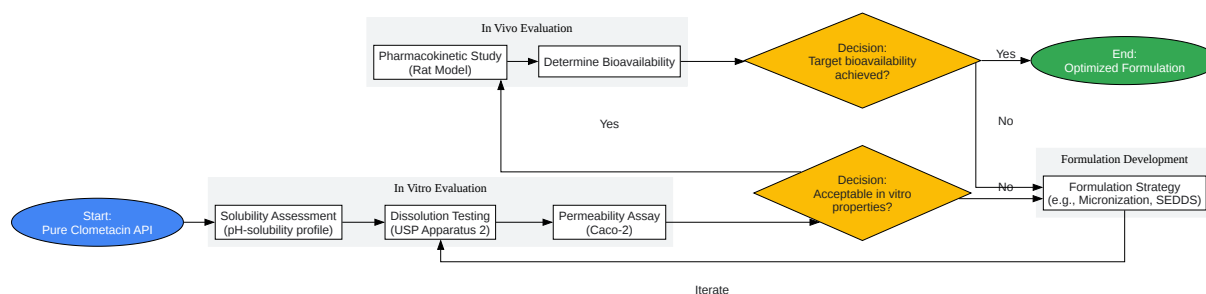 In Vivo Evaluation
Pharmacokinetic Study
(Rat Model)
Determine Bioavailability
Decision:
Target bioavailability
achieved?
Yes
End:
Optimized Formulation
Yes
No
Formulation Development
In Vitro Evaluation
Start:
Pure Clometacin API
Solubility Assessment
(pH-solubility profile)
Dissolution Testing
(USP Apparatus 2)
Permeability Assay
(Caco-2)
Decision:
Acceptable in vitro
properties?
No
Formulation Strategy
(e.g., Micronization, SEDDS)
Iterate